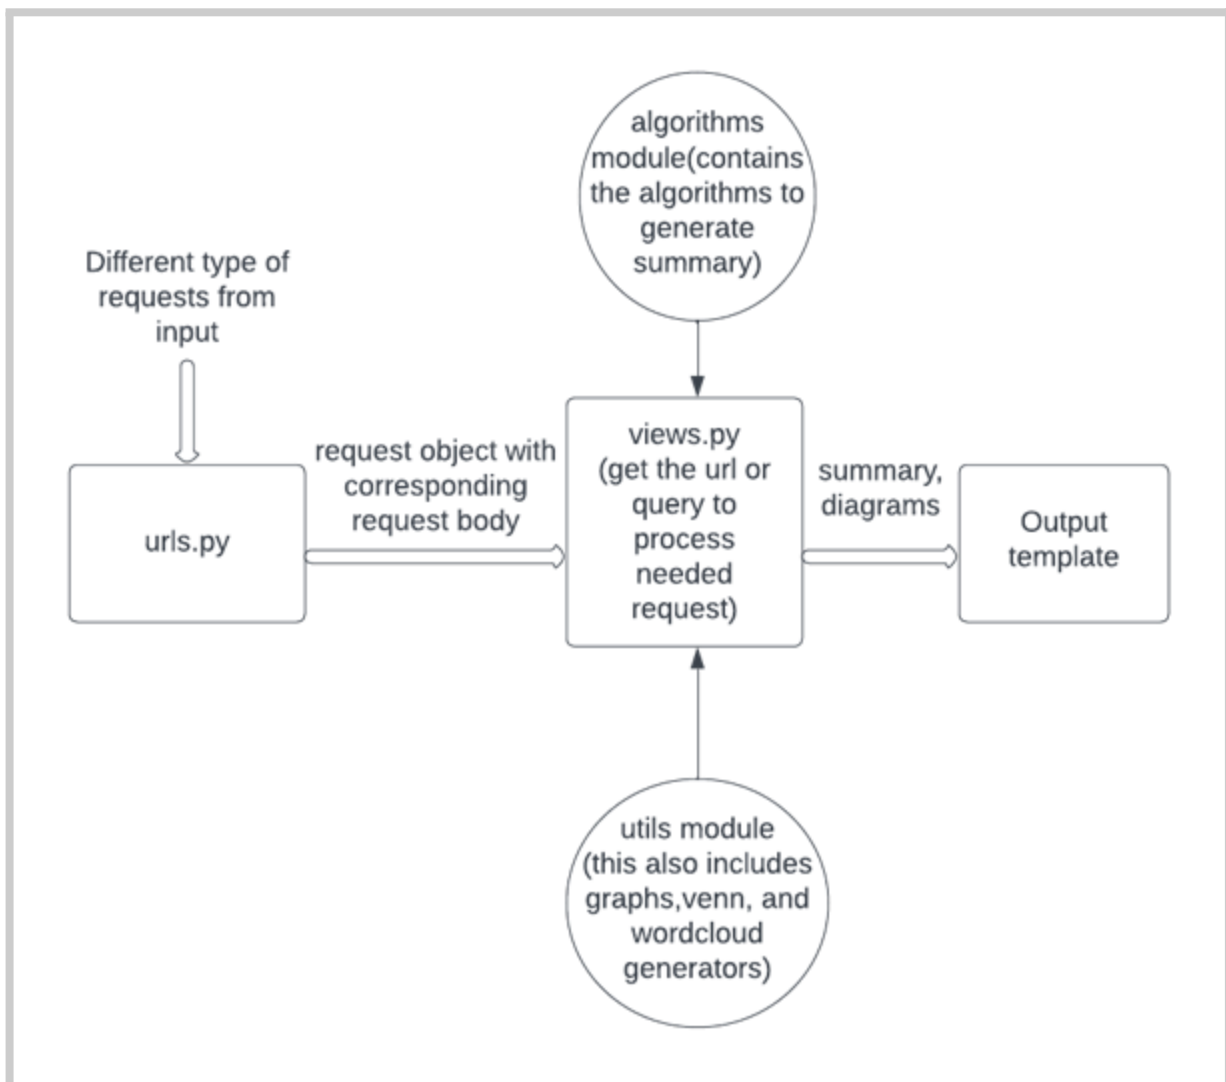 algorithms
module(contains
the algorithms to
generate
summary)
Different type of
requests from
input
urls.py
request object with
corresponding
request body
views.py
(get the url or
query to
process
needed
request)
summary,
diagrams
Output
template
utils module
(this also includes
graphs,venn, and
wordcloud
generators)